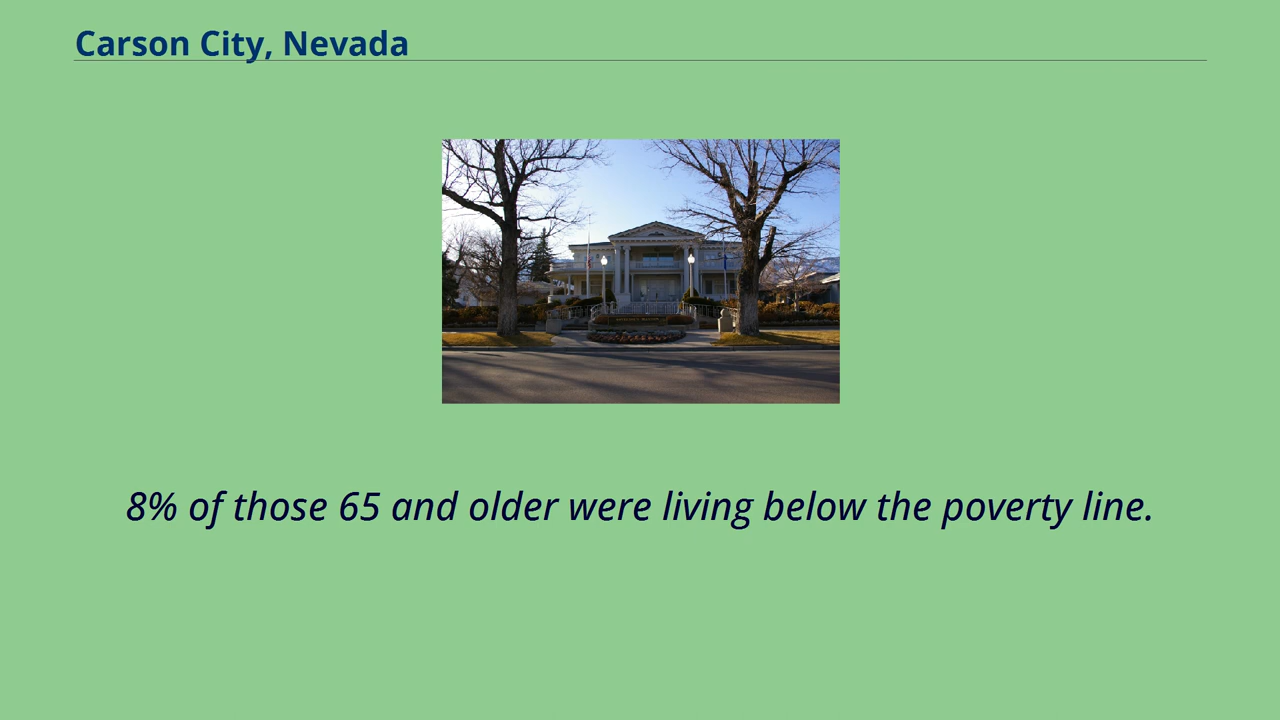 Carson City, Nevada
8% of those 65 and older were living below the poverty line.